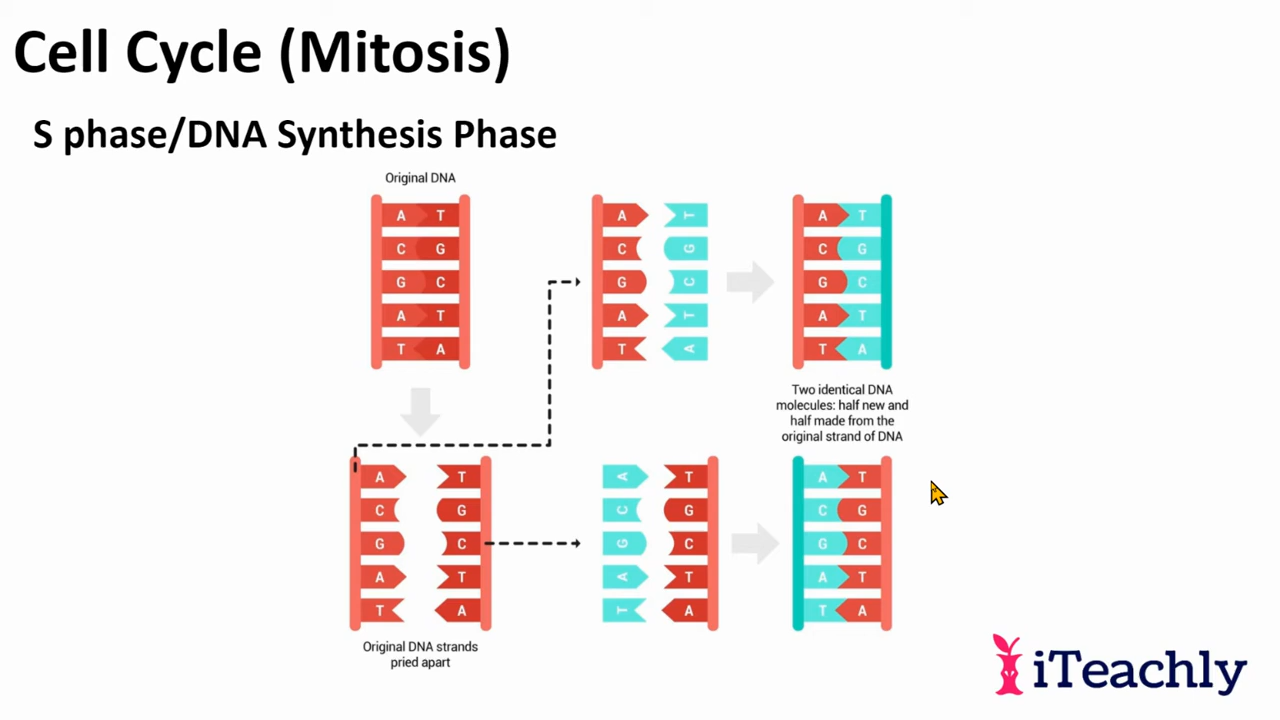 Cell Cycle (Mitosis)
S phase/DNA Synthesis Phase
Original DNA
A T
C G
G C
A T
T A
A T
C G
G C
A T
T A
A T
C G
G C
A T
T A
Two identical DNA
molecules: half new and
half made from the
original strand of DNA
A T
C G
G C
A T
T A
Original DNA strands
pried apart
A T
C G
G C
A T
T A
A T
C G
G C
A T
T A
iTeachly